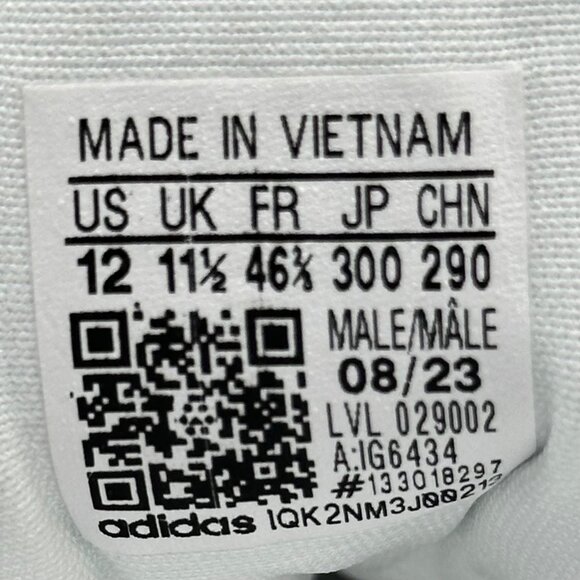 MADE IN VIETNAM
US UK FR JP CHN
12 11½ 46⅔ 300 290
MALE/MÂLE
08/23
LVL 029002
A:IG6434
#133018297
adidas 1QK2NM3J00213